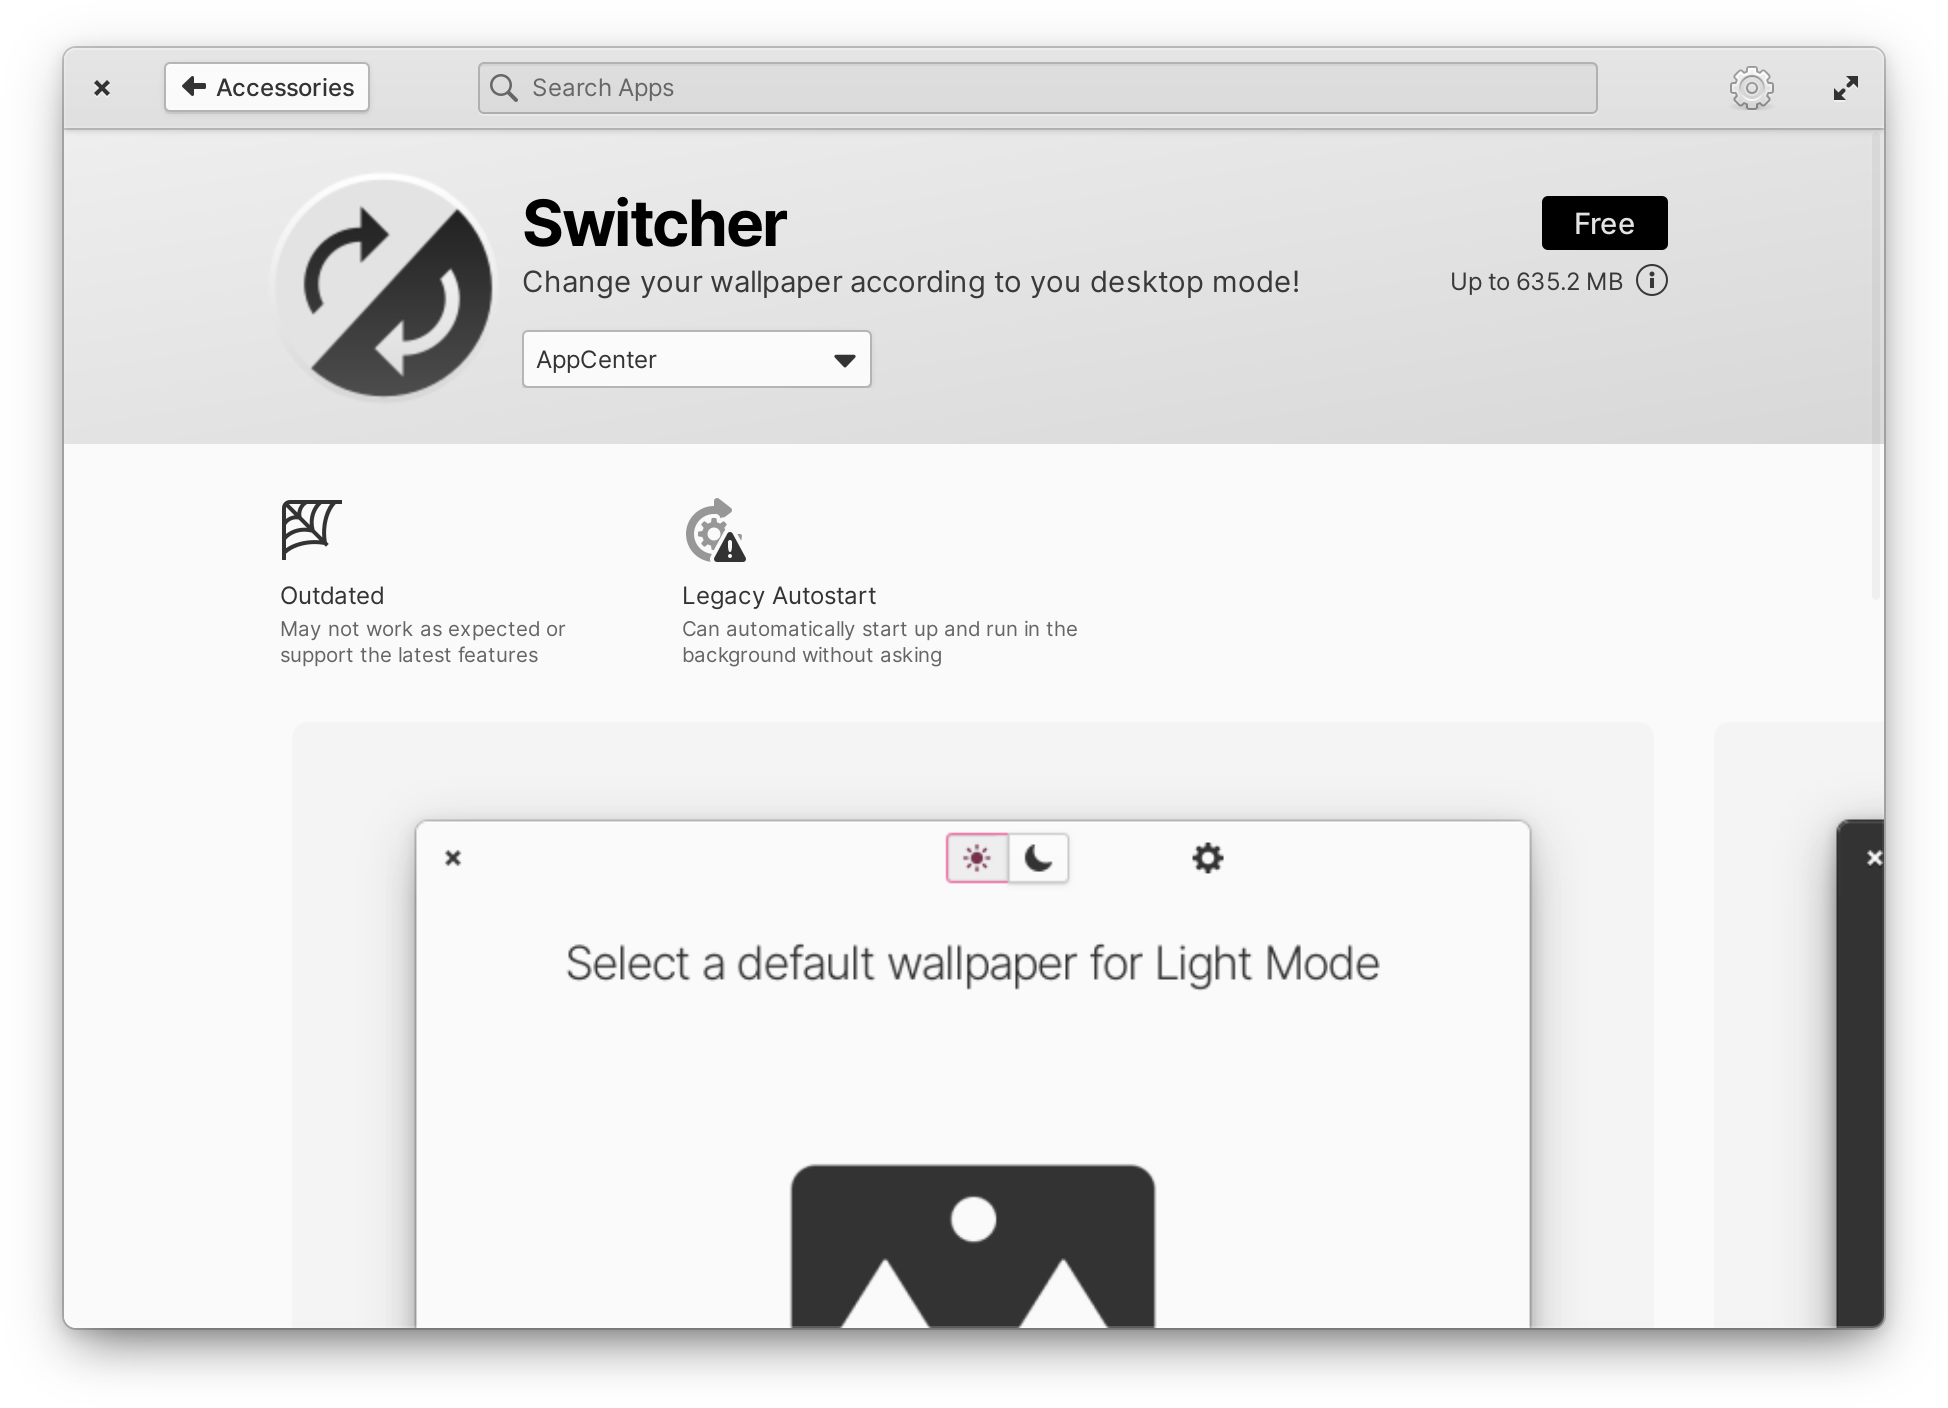 Accessories
Search Apps
Switcher
Free
Change your wallpaper according to you desktop mode!
Up to 635.2 MB
AppCenter
Outdated
May not work as expected or
support the latest features
Legacy Autostart
Can automatically start up and run in the
background without asking
Select a default wallpaper for Light Mode